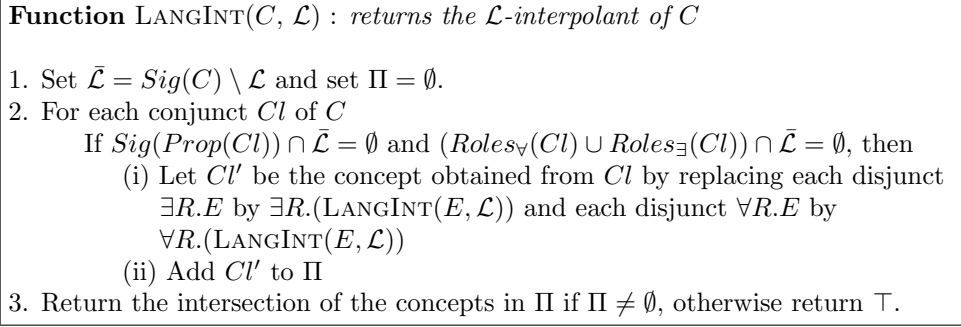 Function LANGINT(C, ℒ) : returns the ℒ-interpolant of C
1. Set ℒ̄ = Sig(C) \ ℒ and set Π = ∅.
2. For each conjunct Cl of C
If Sig(Prop(Cl)) ∩ ℒ̄ = ∅ and (Roles∀(Cl) ∪ Roles∃(Cl)) ∩ ℒ̄ = ∅, then
(i) Let Cl′ be the concept obtained from Cl by replacing each disjunct
∃R.E by ∃R.(LANGINT(E, ℒ)) and each disjunct ∀R.E by
∀R.(LANGINT(E, ℒ))
(ii) Add Cl′ to Π
3. Return the intersection of the concepts in Π if Π ≠ ∅, otherwise return ⊤.